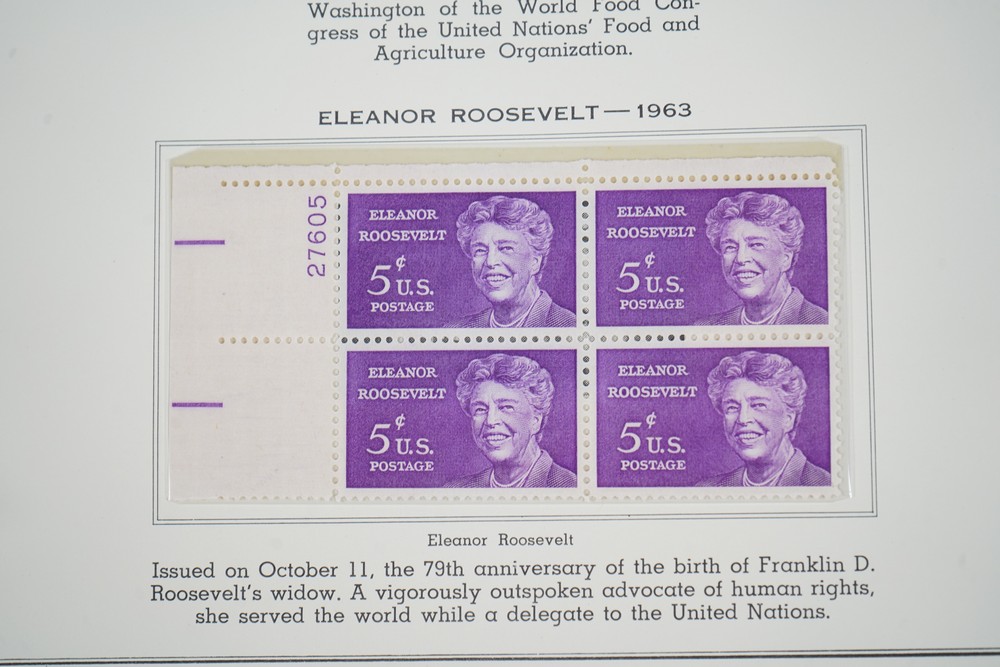 Washington of the World Food Con-
gress of the United Nations' Food and
Agriculture Organization.
ELEANOR ROOSEVELT—1963
27605
ELEANOR
ROOSEVELT
5¢
U.S.
POSTAGE
ELEANOR
ROOSEVELT
5¢
U.S.
POSTAGE
ELEANOR
ROOSEVELT
5¢
U.S.
POSTAGE
ELEANOR
ROOSEVELT
5¢
U.S.
POSTAGE
Eleanor Roosevelt
Issued on October 11, the 79th anniversary of the birth of Franklin D.
Roosevelt's widow. A vigorously outspoken advocate of human rights,
she served the world while a delegate to the United Nations.